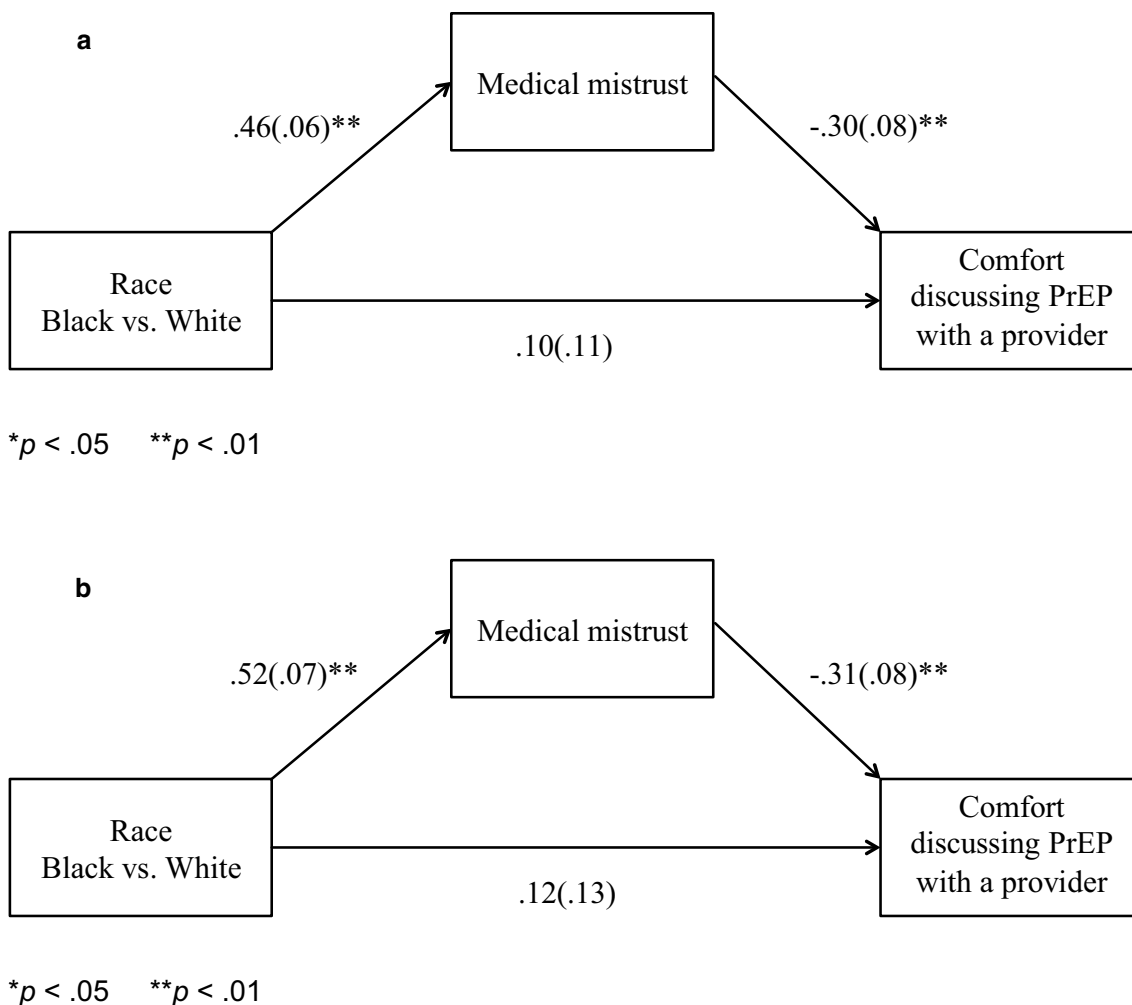 a
Medical mistrust
.46(.06)**
-.30(.08)**
Race
Black vs. White
Comfort
discussing PrEP
with a provider
.10(.11)
*p < .05 **p < .01
b
Medical mistrust
.52(.07)**
-.31(.08)**
Race
Black vs. White
Comfort
discussing PrEP
with a provider
.12(.13)
*p < .05 **p < .01